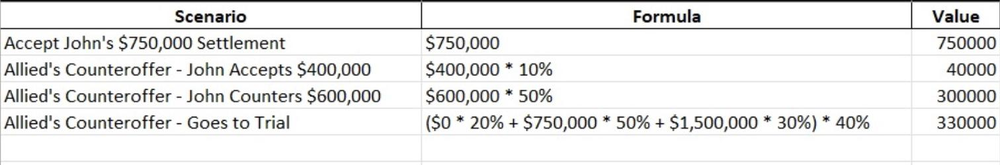 Scenario Formula Value
Accept John's $750,000 Settlement $750,000 750000
Allied's Counteroffer - John Accepts $400,000 $400,000 * 10% 40000
Allied's Counteroffer - John Counters $600,000 $600,000 * 50% 300000
Allied's Counteroffer - Goes to Trial ($0 * 20% + $750,000 * 50% + $1,500,000 * 30%) * 40% 330000